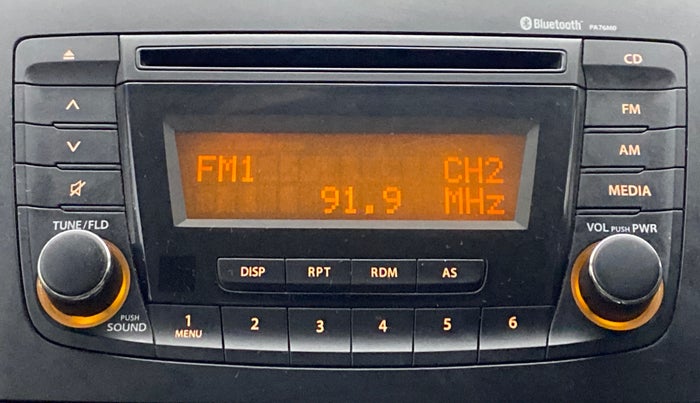 Bluetooth PA76M0
CD
FM
AM
MEDIA
FM1 CH2
91.9 MHz
TUNE/FLD
VOL PUSH PWR
DISP RPT RDM AS
PUSH
SOUND
1 2 3 4 5 6
MENU